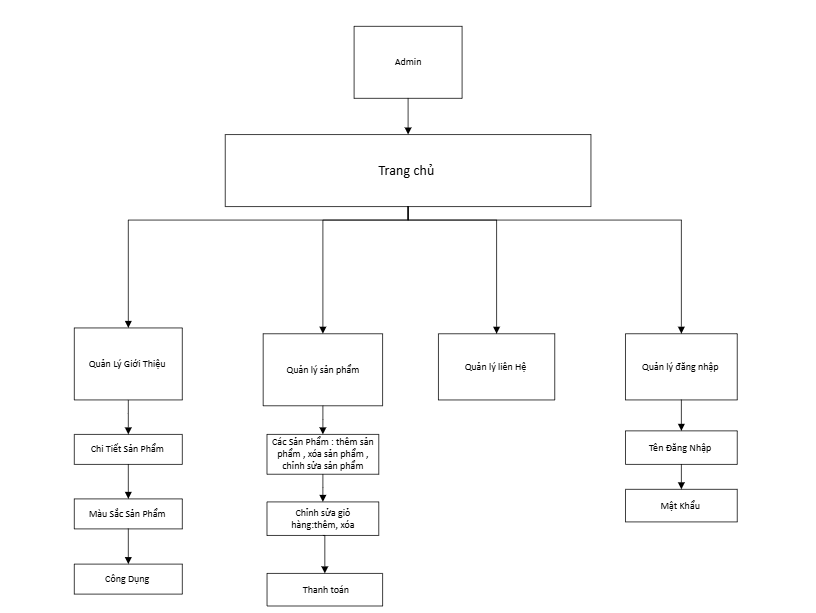 Admin
Trang chủ
Quản Lý Giới Thiệu
Quản lý sản phẩm
Quản lý liên Hệ
Quản lý đăng nhập
Chi Tiết Sản Phẩm
Các Sản Phẩm : thêm sản
phẩm , xóa sản phẩm ,
chỉnh sửa sản phẩm
Tên Đăng Nhập
Màu Sắc Sản Phẩm
Chỉnh sửa giỏ
hàng:thêm, xóa
Mật Khẩu
Công Dụng
Thanh toán